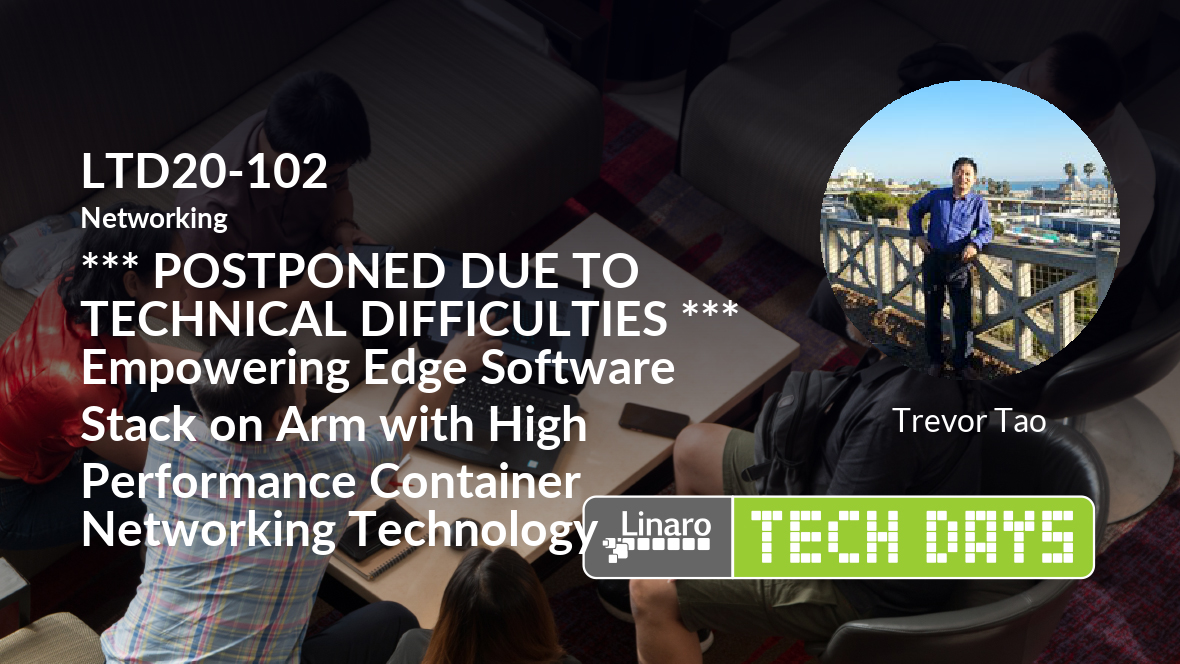 LTD20-102
Networking
*** POSTPONED DUE TO
TECHNICAL DIFFICULTIES ***
Empowering Edge Software
Stack on Arm with High
Performance Container
Networking Technology
Trevor Tao
Linaro
TECH DAYS